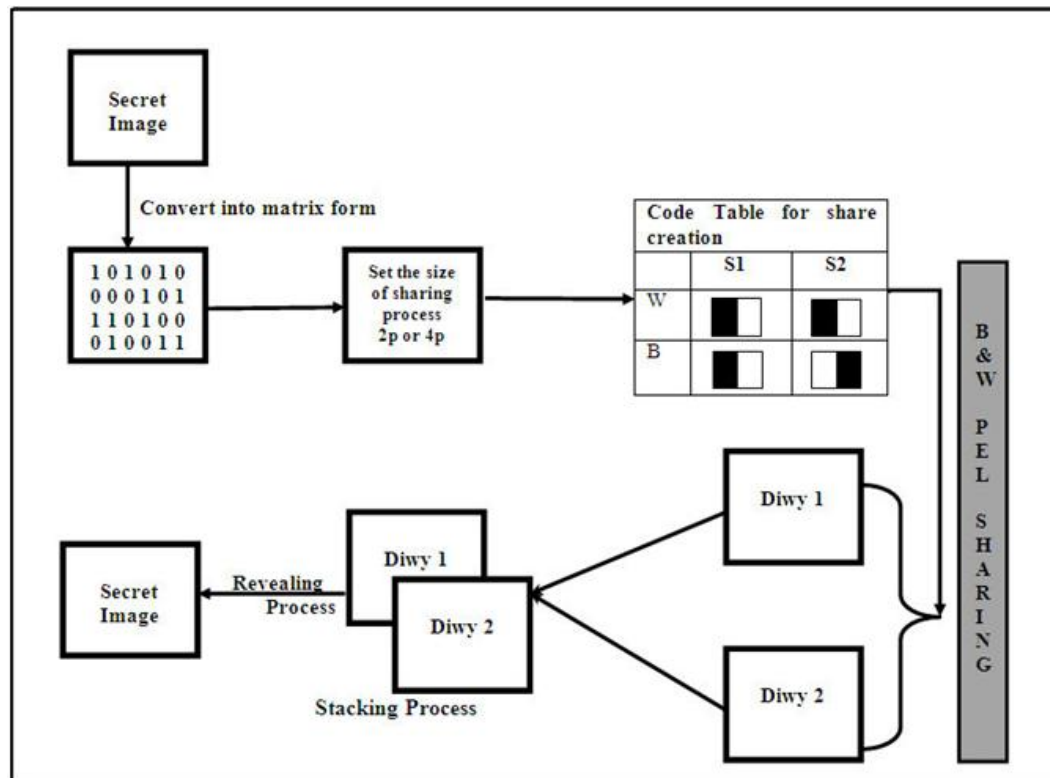 Secret
Image
Convert into matrix form
1 0 1 0 1 0
0 0 0 1 0 1
1 1 0 1 0 0
0 1 0 0 1 1
Set the size
of sharing
process
2p or 4p
Code Table for share
creation
S1 S2
W
B
B
&
W
P
E
L
S
H
A
R
I
N
G
Diwy 1
Diwy 2
Diwy 1
Diwy 2
Stacking Process
Revealing
Process
Secret
Image